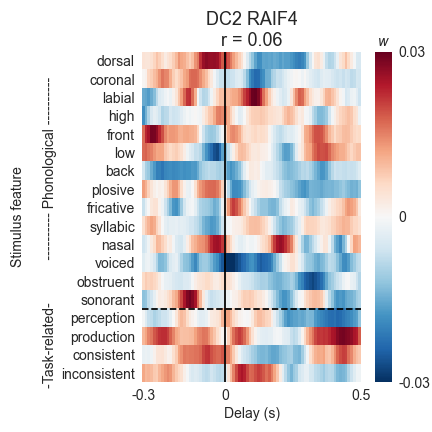 DC2 RAIF4
r = 0.06
w
Stimulus feature
---------- Phonological ----------
-Task-related-
dorsal
coronal
labial
high
front
low
back
plosive
fricative
syllabic
nasal
voiced
obstruent
sonorant
perception
production
consistent
inconsistent
0.03
0
-0.03
-0.3
0
0.5
Delay (s)